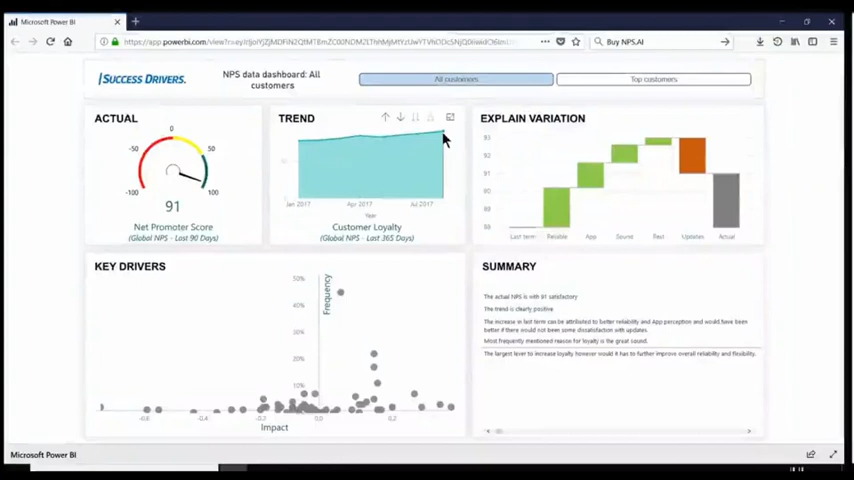 Microsoft Power BI
Buy NPS.AI
SUCCESS DRIVERS.
NPS data dashboard: All
customers
All customers
Top customers
ACTUAL
0
-50
50
-100
100
91
Net Promoter Score
(Global NPS - Last 90 Days)
TREND
Jan 2017
Apr 2017
Jul 2017
Year
Customer Loyalty
(Global NPS - Last 365 Days)
EXPLAIN VARIATION
93
92
91
90
Last term
Reliable
App
Sound
Fast
Updates
Actual
KEY DRIVERS
Frequency
50%
40%
30%
20%
10%
-0.6
-0.4
-0.2
0.0
0.2
Impact
SUMMARY
The actual NPS is with 91 satisfactory
The trend is clearly positive
The increase in last term can be attributed to better reliability and App perception and would have been
better if there would not been some dissatisfaction with updates.
Most frequently mentioned reason for loyalty is the great sound.
The largest lever to increase loyalty however would it has to further improve overall reliability and flexibility.
Microsoft Power BI